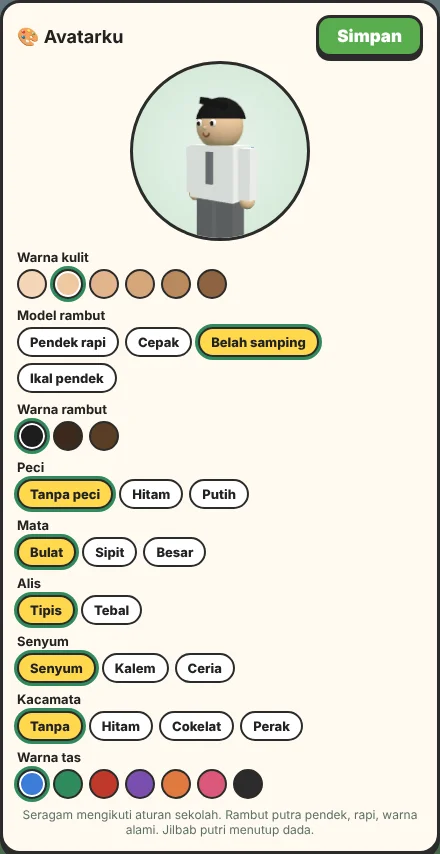 🎨 Avatarku
Simpan
Warna kulit
Model rambut
Pendek rapi Cepak Belah samping
Ikal pendek
Warna rambut
Peci
Tanpa peci Hitam Putih
Mata
Bulat Sipit Besar
Alis
Tipis Tebal
Senyum
Senyum Kalem Ceria
Kacamata
Tanpa Hitam Cokelat Perak
Warna tas
Seragam mengikuti aturan sekolah. Rambut putra pendek, rapi, warna
alami. Jilbab putri menutup dada.